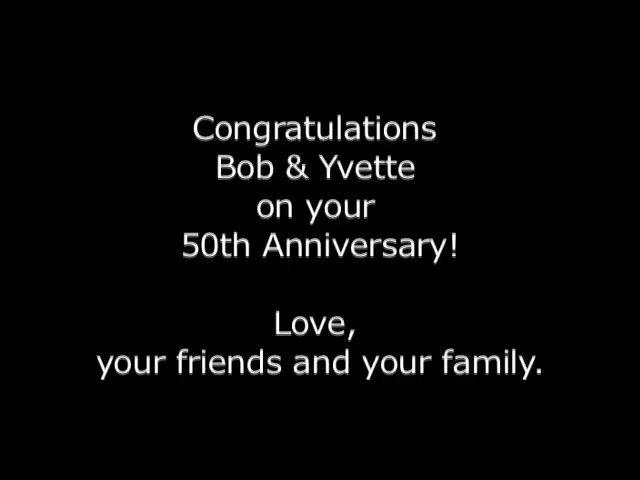 Congratulations
Bob & Yvette
on your
50th Anniversary!
Love,
your friends and your family.